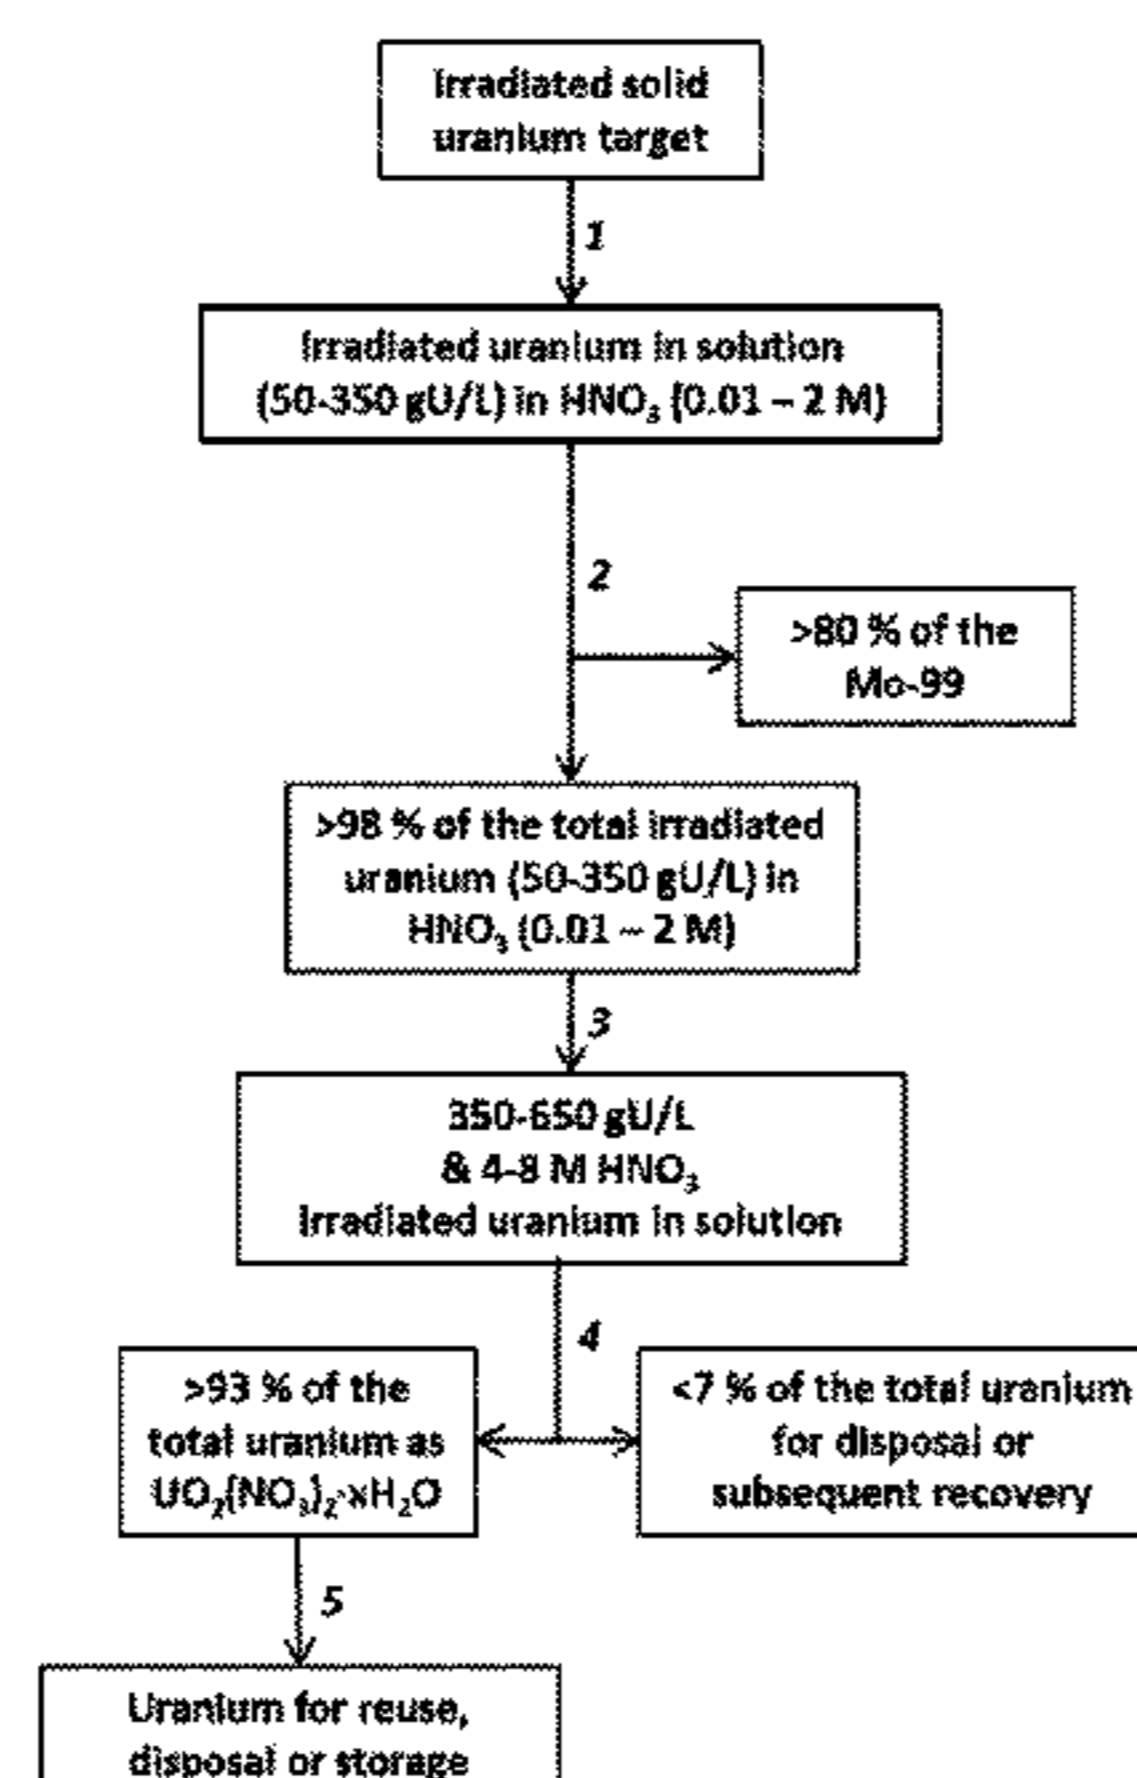 Irradiated solid
uranium target
1
Irradiated uranium in solution
(50-350 gU/L) in HNO₃ (0.01 – 2 M)
2
>80 % of the
Mo-99
>98 % of the total irradiated
uranium (50-350 gU/L) in
HNO₃ (0.01 – 2 M)
3
350-650 gU/L
& 4-8 M HNO₃
Irradiated uranium in solution
4
>93 % of the
total uranium as
UO₂(NO₃)₂·xH₂O
<7 % of the total uranium
for disposal or
subsequent recovery
5
Uranium for reuse,
disposal or storage